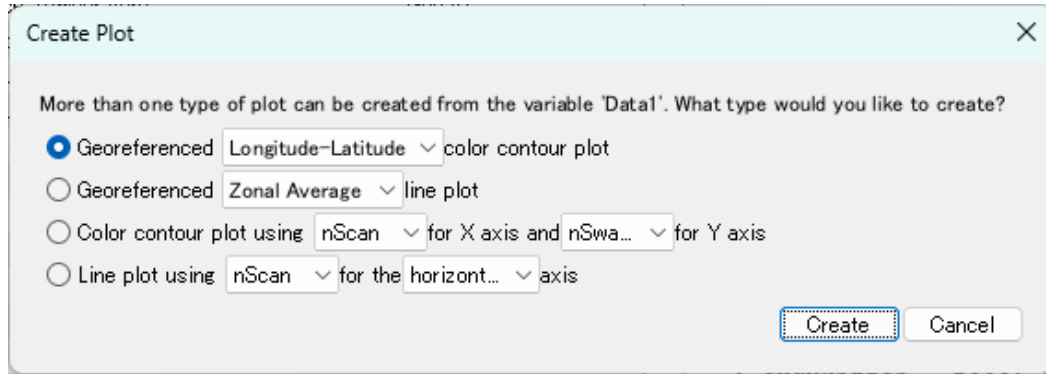 Create Plot
More than one type of plot can be created from the variable 'Data1'. What type would you like to create?
Georeferenced Longitude-Latitude color contour plot
Georeferenced Zonal Average line plot
Color contour plot using nScan for X axis and nSwa... for Y axis
Line plot using nScan for the horizont... axis
Create Cancel